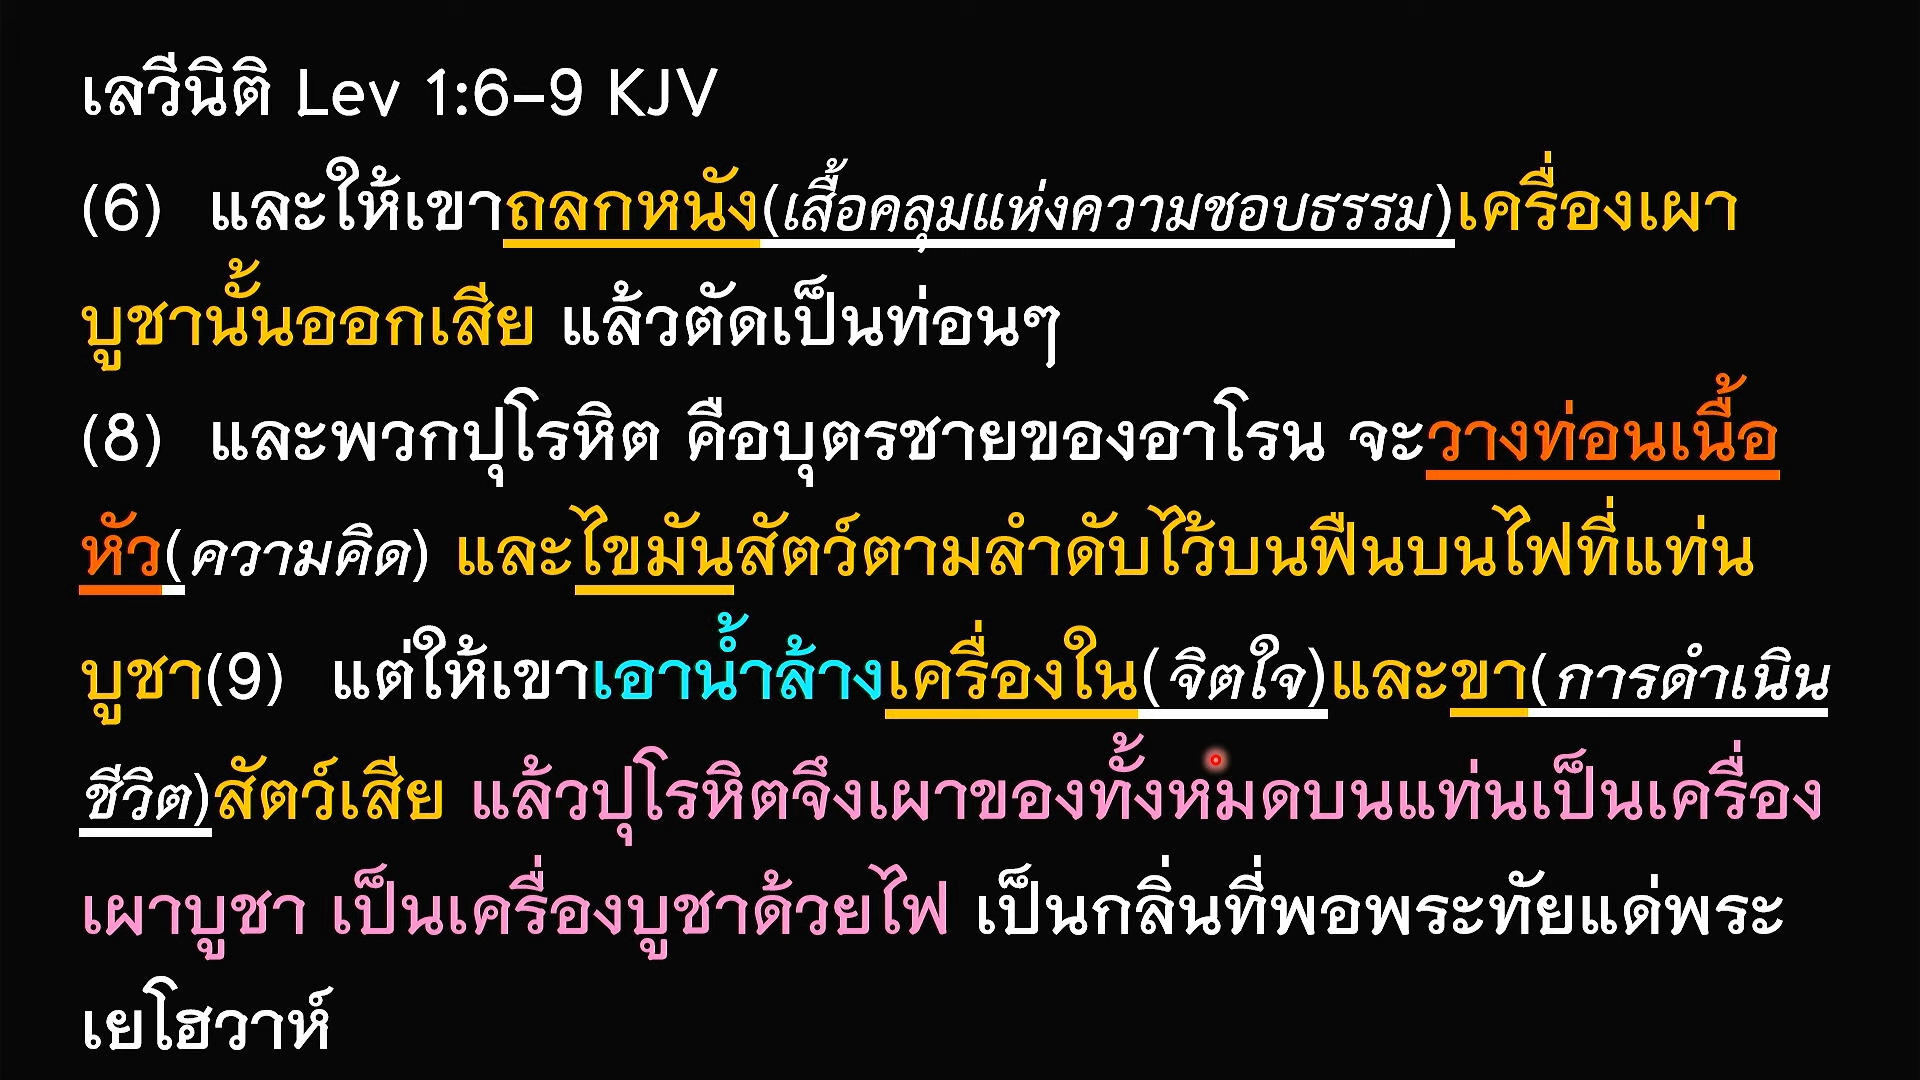 เลวีนิติ Lev 1:6–9 KJV
(6) และให้เขาถลกหนัง(เสื้อคลุมแห่งความชอบธรรม)เครื่องเผา
บูชานั้นออกเสีย แล้วตัดเป็นท่อนๆ
(8) และพวกปุโรหิต คือบุตรชายของอาโรน จะวางท่อนเนื้อ
หัว(ความคิด) และไขมันสัตว์ตามลำดับไว้บนฟืนบนไฟที่แท่น
บูชา(9) แต่ให้เขาเอาน้ำล้างเครื่องใน(จิตใจ)และขา(การดำเนิน
ชีวิต)สัตว์เสีย แล้วปุโรหิตจึงเผาของทั้งหมดบนแท่นเป็นเครื่อง
เผาบูชา เป็นเครื่องบูชาด้วยไฟ เป็นกลิ่นที่พอพระทัยแด่พระ
เยโฮวาห์